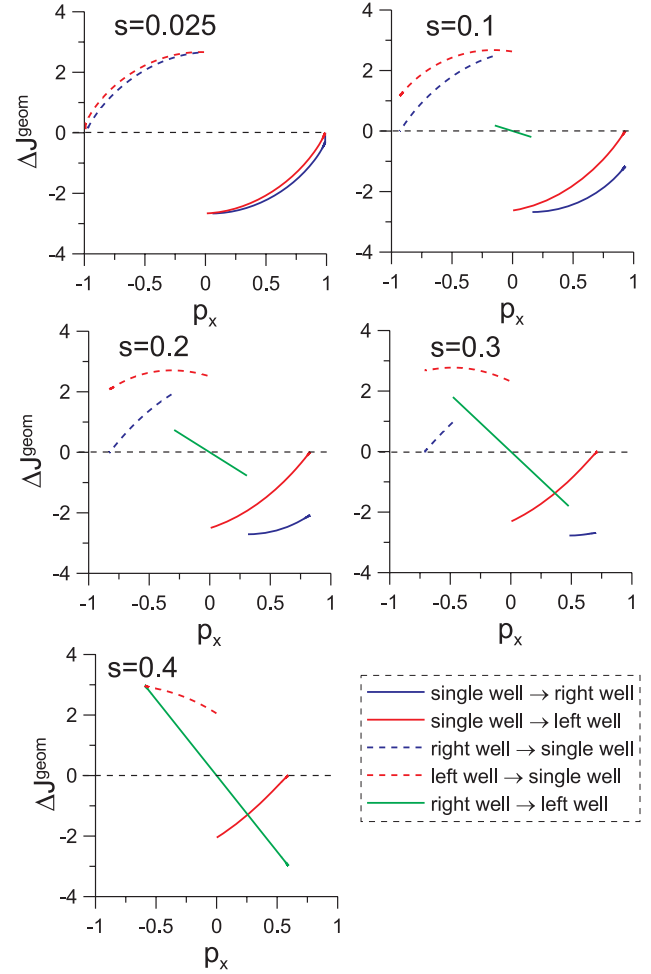 s=0.025
4
2
0
-2
-4
ΔJ^geom
-1 -0.5 0 0.5 1
p_x
s=0.1
4
2
0
-2
-4
-1 -0.5 0 0.5 1
p_x
s=0.2
4
2
0
-2
-4
ΔJ^geom
-1 -0.5 0 0.5 1
p_x
s=0.3
4
2
0
-2
-4
-1 -0.5 0 0.5 1
p_x
s=0.4
4
2
0
-2
-4
ΔJ^geom
-1 -0.5 0 0.5 1
p_x
single well → right well
single well → left well
right well → single well
left well → single well
right well → left well